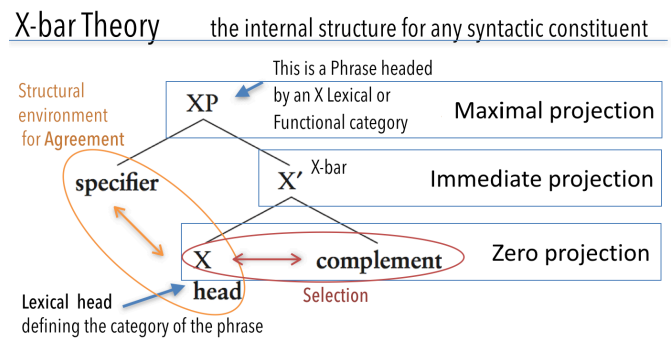 X-bar Theory
the internal structure for any syntactic constituent
This is a Phrase headed
by an X Lexical or
Functional category
Structural
environment
for Agreement
XP
Maximal projection
specifier
X′
X-bar
Immediate projection
X
head
complement
Zero projection
Selection
Lexical head
defining the category of the phrase